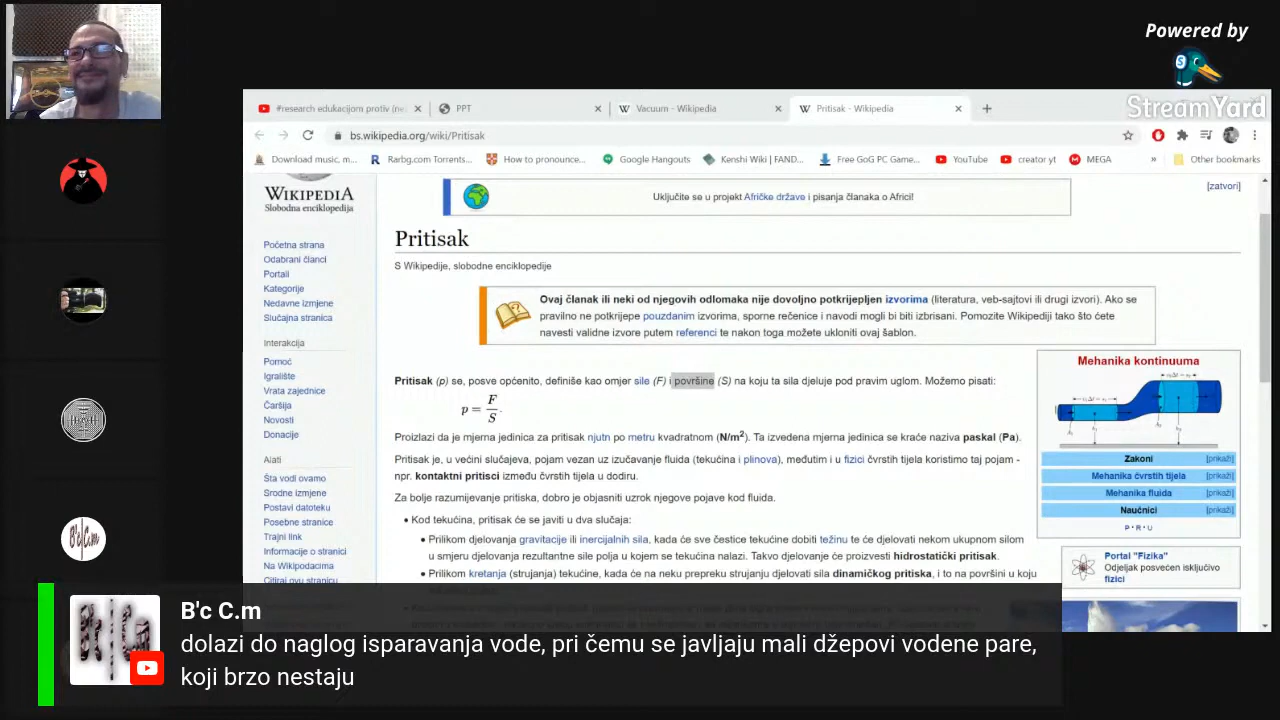 Powered by
StreamYard
#research edukacijom protiv (ne
PPT
Vacuum - Wikipedia
Pritisak - Wikipedia
bs.wikipedia.org/wiki/Pritisak
Download music, m...
Rarbg.com Torrents...
How to pronounce...
Google Hangouts
Kenshi Wiki | FAND...
Free GoG PC Game...
YouTube
creator yt
MEGA
»
Other bookmarks
WIKIPEDIA
Slobodna enciklopedija
Početna strana
Odabrani članci
Portali
Kategorije
Nedavne izmjene
Slučajna stranica
Interakcija
Pomoć
Igralište
Vrata zajednice
Čaršija
Novosti
Donacije
Alati
Šta vodi ovamo
Srodne izmjene
Postavi datoteku
Posebne stranice
Trajni link
Informacije o stranici
Na Wikipodacima
Citiraj ovu stranicu
Uključite se u projekt Afričke države i pisanja članaka o Africi!
[zatvori]
Pritisak
S Wikipedije, slobodne enciklopedije
Ovaj članak ili neki od njegovih odlomaka nije dovoljno potkrijepljen izvorima (literatura, veb-sajtovi ili drugi izvori). Ako se
pravilno ne potkrijepe pouzdanim izvorima, sporne rečenice i navodi mogli bi biti izbrisani. Pomozite Wikipediji tako što ćete
navesti validne izvore putem referenci te nakon toga možete ukloniti ovaj šablon.
Pritisak (p) se, posve općenito, definiše kao omjer sile (F) i površine (S) na koju ta sila djeluje pod pravim uglom. Možemo pisati:
p = F/S
Proizlazi da je mjerna jedinica za pritisak njutn po metru kvadratnom (N/m²). Ta izvedena mjerna jedinica se kraće naziva paskal (Pa).
Pritisak je, u većini slučajeva, pojam vezan uz izučavanje fluida (tekućina i plinova), međutim i u fizici čvrstih tijela koristimo taj pojam -
npr. kontaktni pritisci između čvrstih tijela u dodiru.
Za bolje razumijevanje pritiska, dobro je objasniti uzrok njegove pojave kod fluida.
• Kod tekućina, pritisak će se javiti u dva slučaja:
• Prilikom djelovanja gravitacije ili inercijalnih sila, kada će sve čestice tekućine dobiti težinu te će djelovati nekom ukupnom silom
u smjeru djelovanja rezultantne sile polja u kojem se tekućina nalazi. Takvo djelovanje će proizvesti hidrostatički pritisak.
• Prilikom kretanja (strujanja) tekućine, kada će na neku prepreku strujanju djelovati sila dinamičkog pritiska, i to na površini u koju
Mehanika kontinuuma
Zakoni [prikaži]
Mehanika čvrstih tijela [prikaži]
Mehanika fluida [prikaži]
Naučnici [prikaži]
P • R • U
Portal "Fizika"
Odjeljak posvećen isključivo
fizici
B'c C.m
B'c C.m
dolazi do naglog isparavanja vode, pri čemu se javljaju mali džepovi vodene pare,
koji brzo nestaju